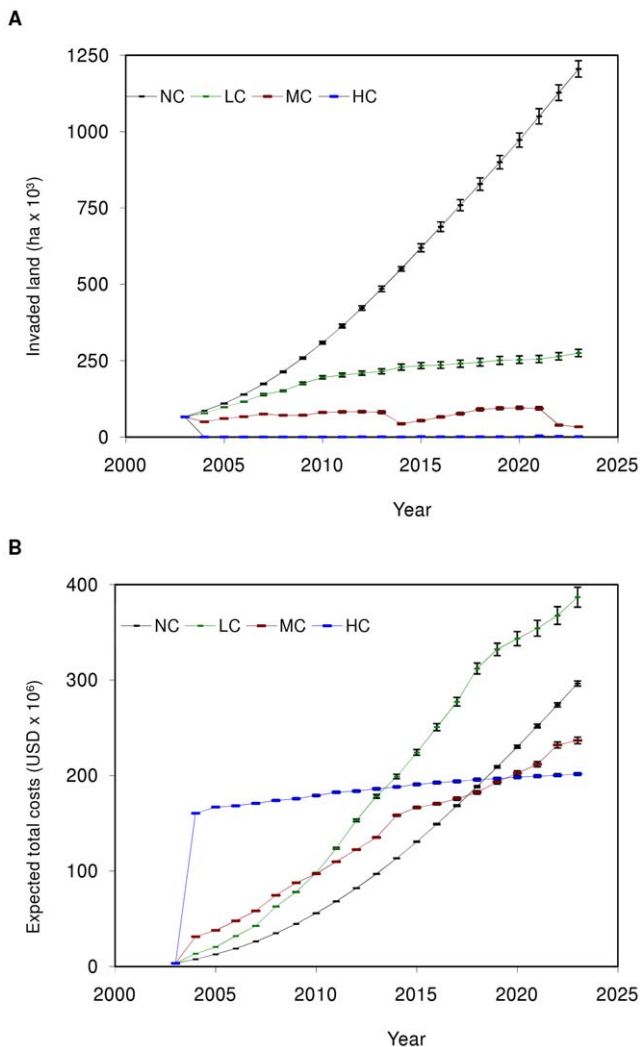 A
1250
1000
750
500
250
0
NC LC MC HC
Invaded land (ha x 10³)
2000 2005 2010 2015 2020 2025
Year
B
400
300
200
100
0
NC LC MC HC
Expected total costs (USD x 10⁶)
2000 2005 2010 2015 2020 2025
Year